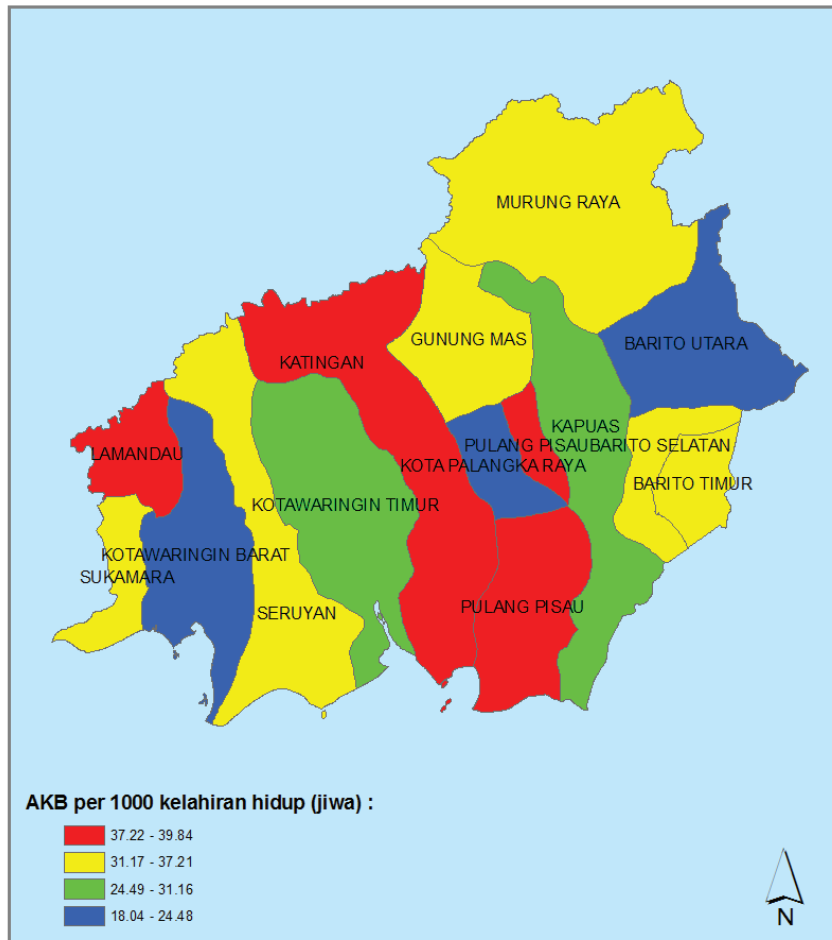 MURUNG RAYA
BARITO UTARA
GUNUNG MAS
KATINGAN
KAPUAS
PULANG PISAU
BARITO SELATAN
LAMANDAU
KOTA PALANGKA RAYA
BARITO TIMUR
KOTAWARINGIN TIMUR
KOTAWARINGIN BARAT
SUKAMARA
SERUYAN
PULANG PISAU
AKB per 1000 kelahiran hidup (jiwa) :
37.22 - 39.84
31.17 - 37.21
24.49 - 31.16
18.04 - 24.48
N